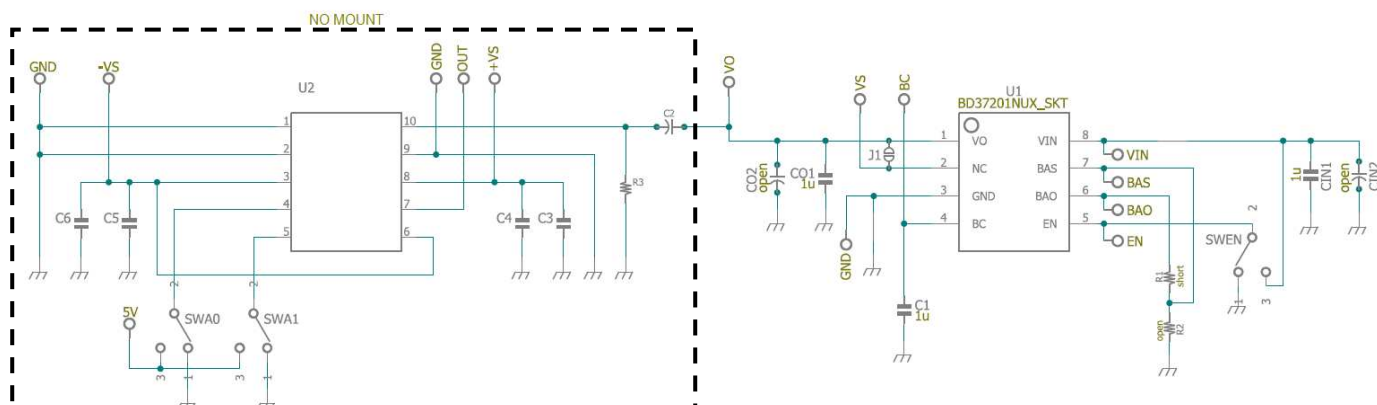 NO MOUNT
GND
-VS
U2
GND
OUT
+VS
VO
VS
BC
U1
BD37201NUX_SKT
1
2
3
4
5
10
9
8
7
6
C6
C5
C4
C3
R3
5V
2
SWA0
3
1
2
SWA1
3
1
CO2
open
CO1
1u
J1
GND
C1
1u
1
2
3
4
VO
NC
GND
BC
VIN
BAS
BAO
EN
8
7
6
5
VIN
BAS
BAO
EN
R1
short
open
R2
2
SWEN
1
3
1u
CIN1
open
CIN2